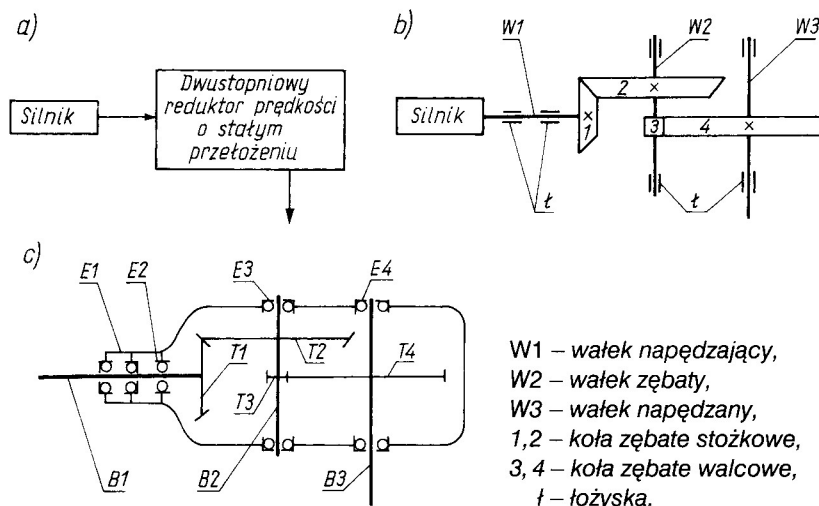 a)
Silnik
Dwustopniowy
reduktor prędkości
o stałym
przełożeniu
b)
W1
W2
W3
Silnik
1
2
3
4
ł
ł
c)
E1
E2
E3
E4
T1
T2
T3
T4
B1
B2
B3
W1 – wałek napędzający,
W2 – wałek zębaty,
W3 – wałek napędzany,
1,2 – koła zębate stożkowe,
3, 4 – koła zębate walcowe,
ł – łożyska.